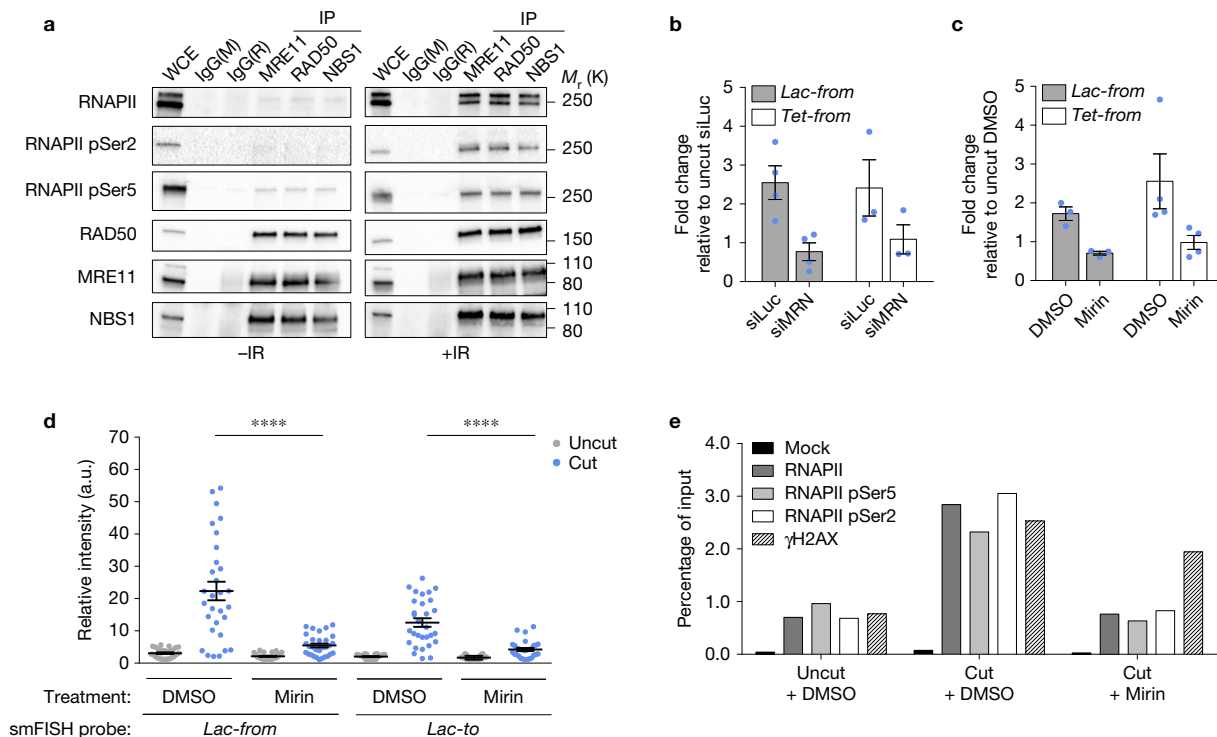 a
IP
IP
WCE
IgG(M)
IgG(R)
MRE11
RAD50
NBS1
WCE
IgG(M)
IgG(R)
MRE11
RAD50
NBS1
Mr (K)
RNAPII
250
RNAPII pSer2
250
RNAPII pSer5
250
RAD50
150
MRE11
110
80
NBS1
110
80
–IR
+IR
b
Fold change
relative to uncut siLuc
5
4
3
2
1
0
Lac-from
Tet-from
siLuc
siMRN
siLuc
siMRN
c
Fold change
relative to uncut DMSO
5
4
3
2
1
0
Lac-from
Tet-from
DMSO
Mirin
DMSO
Mirin
d
Relative intensity (a.u.)
70
60
50
40
30
20
10
0
****
****
Uncut
Cut
Treatment: DMSO Mirin DMSO Mirin
smFISH probe: Lac-from Lac-to
e
Percentage of input
4.0
3.0
2.0
1.0
0.0
Mock
RNAPII
RNAPII pSer5
RNAPII pSer2
γH2AX
Uncut
+ DMSO
Cut
+ DMSO
Cut
+ Mirin